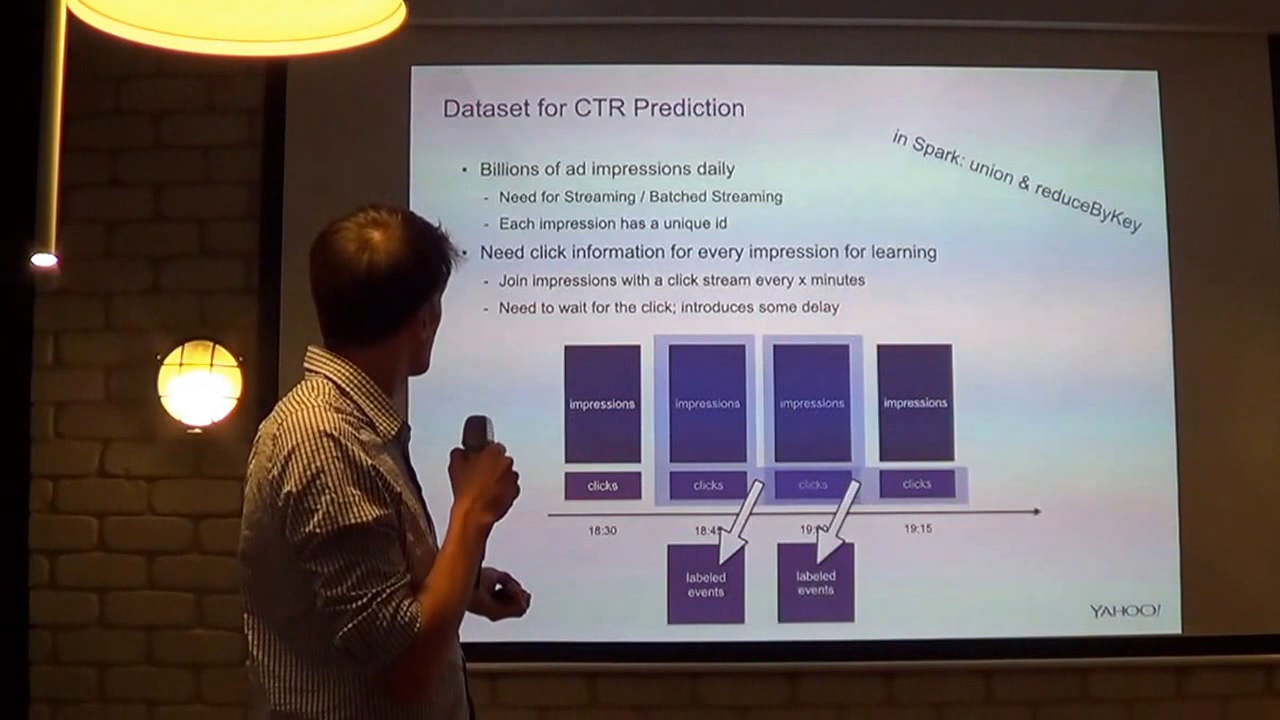 Dataset for CTR Prediction
in Spark: union & reduceByKey
• Billions of ad impressions daily
- Need for Streaming / Batched Streaming
- Each impression has a unique id
• Need click information for every impression for learning
- Join impressions with a click stream every x minutes
- Need to wait for the click; introduces some delay
impressions impressions impressions impressions
clicks clicks clicks clicks
18:30 19:15
labeled labeled
events events
YAHOO!